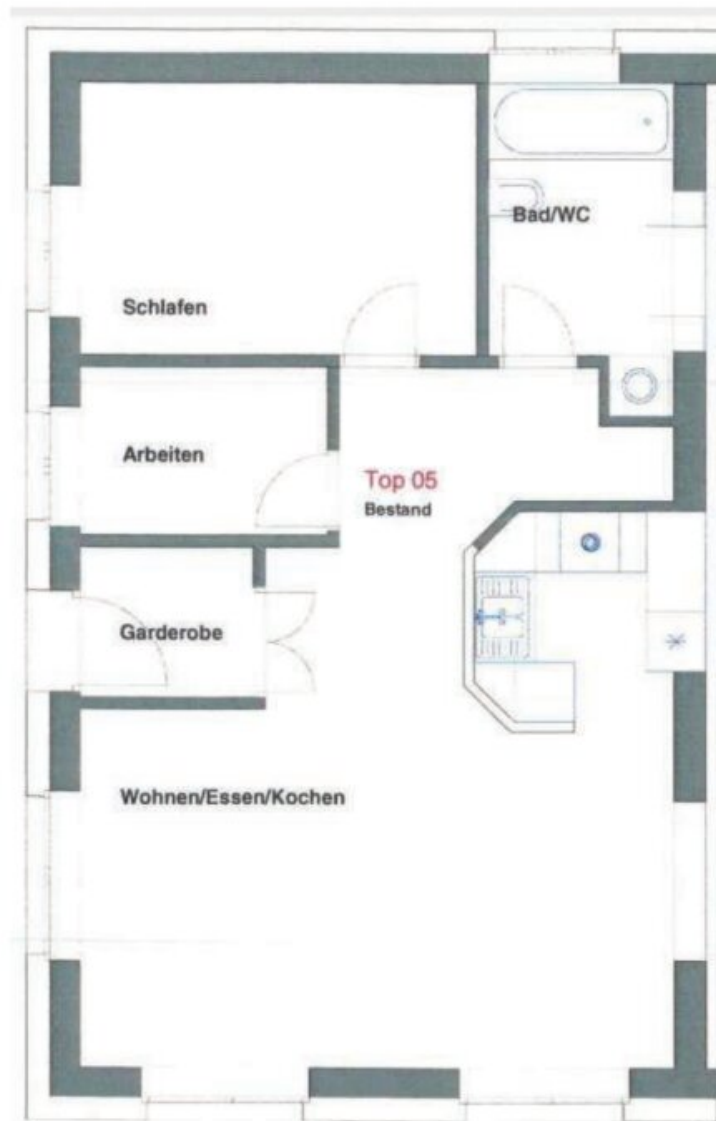 Bad/WC
Schlafen
Arbeiten
Top 05
Bestand
Garderobe
Wohnen/Essen/Kochen